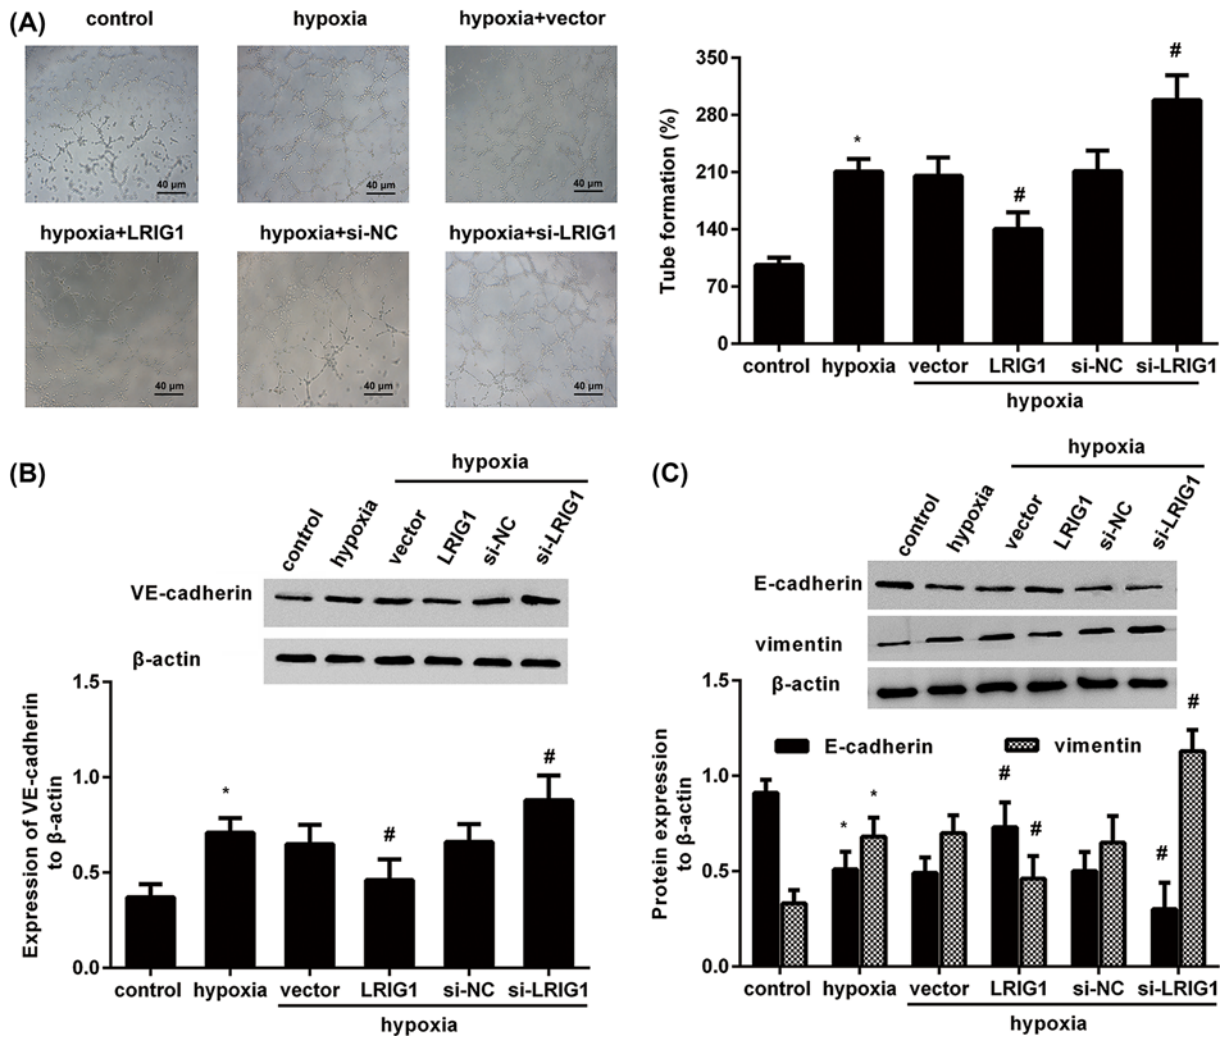 (A)
control
hypoxia
hypoxia+vector
40 μm
40 μm
40 μm
hypoxia+LRIG1
hypoxia+si-NC
hypoxia+si-LRIG1
40 μm
40 μm
40 μm
Tube formation (%)
350
280
210
140
70
0
*
#
#
control
hypoxia
vector
LRIG1
si-NC
si-LRIG1
hypoxia
(B)
hypoxia
control
hypoxia
vector
LRIG1
si-NC
si-LRIG1
VE-cadherin
β-actin
Expression of VE-cadherin
to β-actin
1.5
1.0
0.5
0.0
*
#
#
control
hypoxia
vector
LRIG1
si-NC
si-LRIG1
hypoxia
(C)
hypoxia
control
hypoxia
vector
LRIG1
si-NC
si-LRIG1
E-cadherin
vimentin
β-actin
Protein expression
to β-actin
1.5
1.0
0.5
0.0
E-cadherin
vimentin
*
*
#
#
#
#
control
hypoxia
vector
LRIG1
si-NC
si-LRIG1
hypoxia